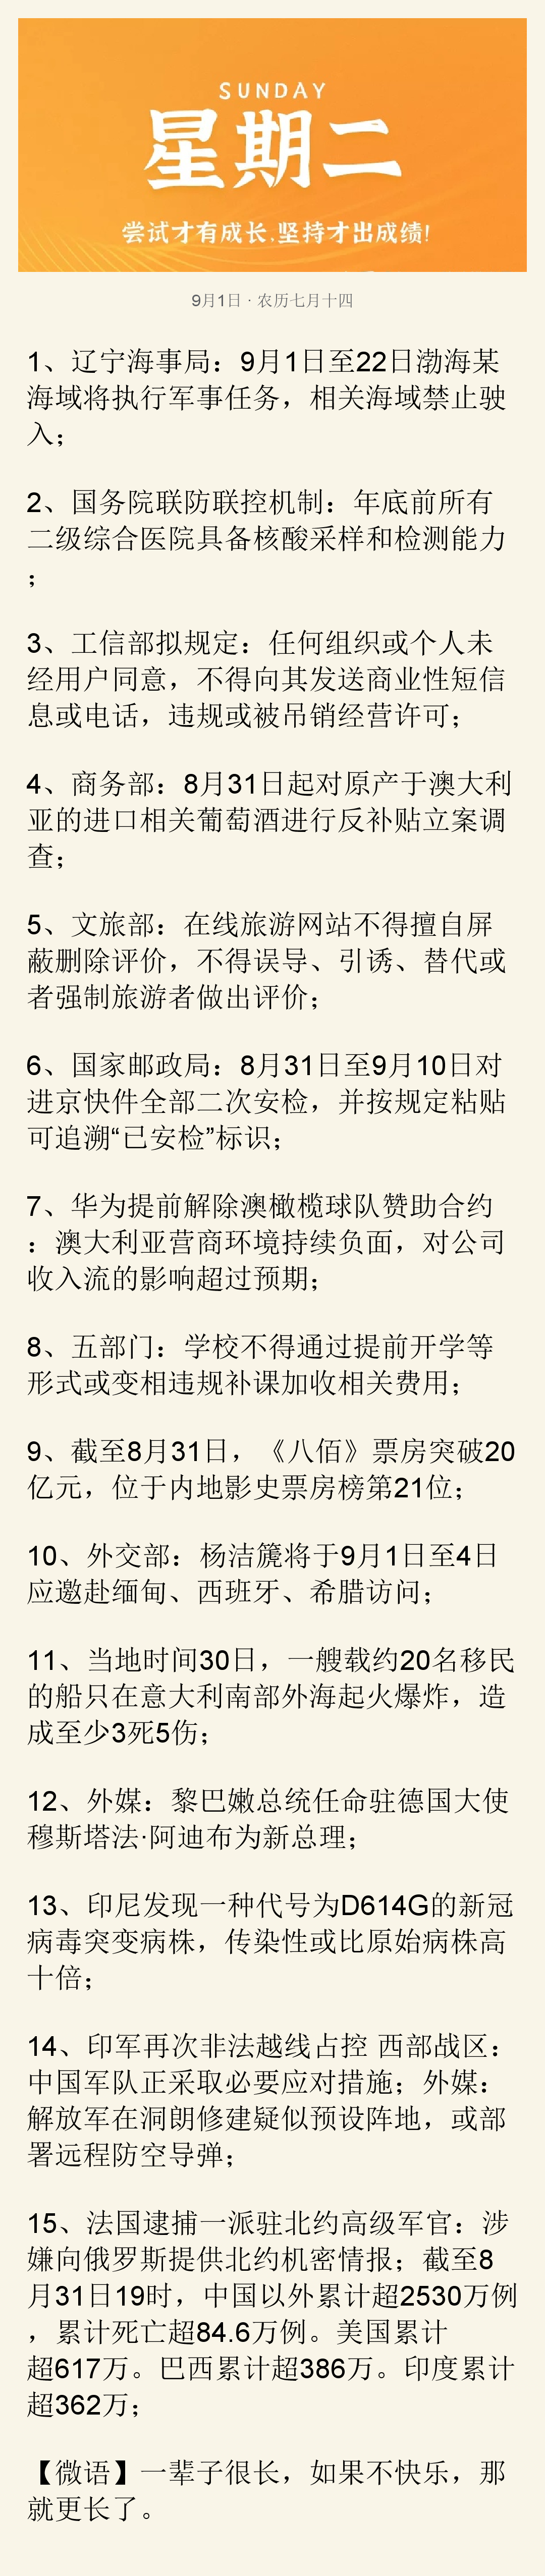 SUNDAY
星期二
尝试才有成长,坚持才出成绩!
9月1日 · 农历七月十四
1、辽宁海事局：9月1日至22日渤海某
海域将执行军事任务，相关海域禁止驶
入；
2、国务院联防联控机制：年底前所有
二级综合医院具备核酸采样和检测能力
；
3、工信部拟规定：任何组织或个人未
经用户同意，不得向其发送商业性短信
息或电话，违规或被吊销经营许可；
4、商务部：8月31日起对原产于澳大利
亚的进口相关葡萄酒进行反补贴立案调
查；
5、文旅部：在线旅游网站不得擅自屏
蔽删除评价，不得误导、引诱、替代或
者强制旅游者做出评价；
6、国家邮政局：8月31日至9月10日对
进京快件全部二次安检，并按规定粘贴
可追溯“已安检”标识；
7、华为提前解除澳橄榄球队赞助合约
：澳大利亚营商环境持续负面，对公司
收入流的影响超过预期；
8、五部门：学校不得通过提前开学等
形式或变相违规补课加收相关费用；
9、截至8月31日，《八佰》票房突破20
亿元，位于内地影史票房榜第21位；
10、外交部：杨洁篪将于9月1日至4日
应邀赴缅甸、西班牙、希腊访问；
11、当地时间30日，一艘载约20名移民
的船只在意大利南部外海起火爆炸，造
成至少3死5伤；
12、外媒：黎巴嫩总统任命驻德国大使
穆斯塔法·阿迪布为新总理；
13、印尼发现一种代号为D614G的新冠
病毒突变病株，传染性或比原始病株高
十倍；
14、印军再次非法越线占控 西部战区：
中国军队正采取必要应对措施；外媒：
解放军在洞朗修建疑似预设阵地，或部
署远程防空导弹；
15、法国逮捕一派驻北约高级军官：涉
嫌向俄罗斯提供北约机密情报；截至8
月31日19时，中国以外累计超2530万例
，累计死亡超84.6万例。美国累计
超617万。巴西累计超386万。印度累计
超362万；
【微语】一辈子很长，如果不快乐，那
就更长了。